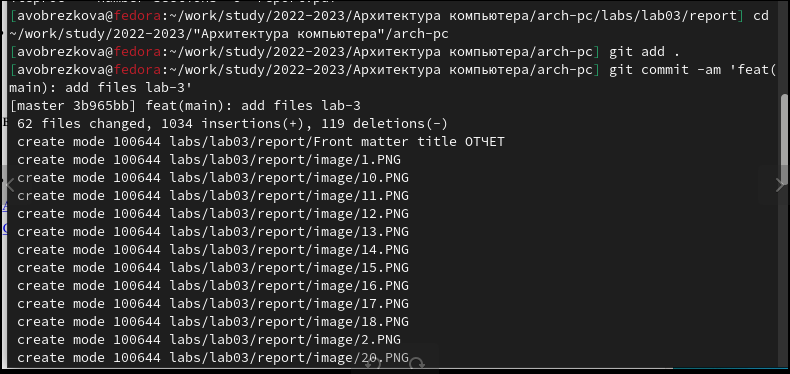 [avobrezkova@fedora:~/work/study/2022-2023/Архитектура компьютера/arch-pc/labs/lab03/report] cd
~/work/study/2022-2023/"Архитектура компьютера"/arch-pc
[avobrezkova@fedora:~/work/study/2022-2023/Архитектура компьютера/arch-pc] git add .
[avobrezkova@fedora:~/work/study/2022-2023/Архитектура компьютера/arch-pc] git commit -am 'feat(
main): add files lab-3'
[master 3b965bb] feat(main): add files lab-3
62 files changed, 1034 insertions(+), 119 deletions(-)
create mode 100644 labs/lab03/report/Front matter title ОТЧЕТ
create mode 100644 labs/lab03/report/image/1.PNG
create mode 100644 labs/lab03/report/image/10.PNG
create mode 100644 labs/lab03/report/image/11.PNG
create mode 100644 labs/lab03/report/image/12.PNG
create mode 100644 labs/lab03/report/image/13.PNG
create mode 100644 labs/lab03/report/image/14.PNG
create mode 100644 labs/lab03/report/image/15.PNG
create mode 100644 labs/lab03/report/image/16.PNG
create mode 100644 labs/lab03/report/image/17.PNG
create mode 100644 labs/lab03/report/image/18.PNG
create mode 100644 labs/lab03/report/image/2.PNG
create mode 100644 labs/lab03/report/image/20.PNG